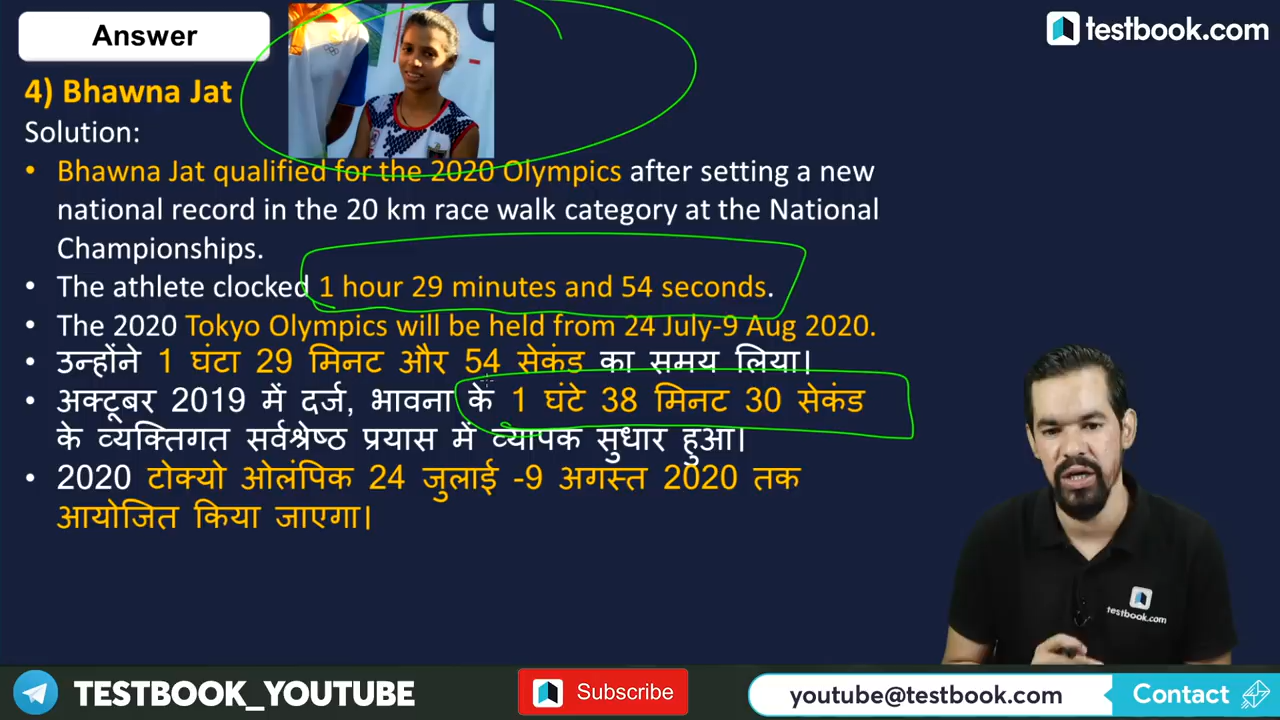 Answer
testbook.com
4) Bhawna Jat
Solution:
• Bhawna Jat qualified for the 2020 Olympics after setting a new
national record in the 20 km race walk category at the National
Championships.
• The athlete clocked 1 hour 29 minutes and 54 seconds.
• The 2020 Tokyo Olympics will be held from 24 July-9 Aug 2020.
• उन्होंने 1 घंटा 29 मिनट और 54 सेकंड का समय लिया।
• अक्टूबर 2019 में दर्ज, भावना के 1 घंटे 38 मिनट 30 सेकंड
के व्यक्तिगत सर्वश्रेष्ठ प्रयास में व्यापक सुधार हुआ।
• 2020 टोक्यो ओलंपिक 24 जुलाई -9 अगस्त 2020 तक
आयोजित किया जाएगा।
testbook.com
TESTBOOK_YOUTUBE
Subscribe
youtube@testbook.com
Contact